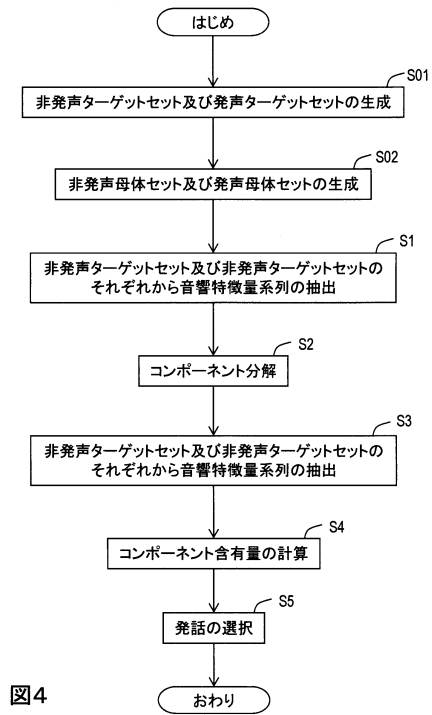 はじめ
S01
非発声ターゲットセット及び発声ターゲットセットの生成
S02
非発声母体セット及び発声母体セットの生成
S1
非発声ターゲットセット及び非発声ターゲットセットの
それぞれから音響特徴量系列の抽出
S2
コンポーネント分解
S3
非発声ターゲットセット及び非発声ターゲットセットの
それぞれから音響特徴量系列の抽出
S4
コンポーネント含有量の計算
S5
発話の選択
おわり
図4